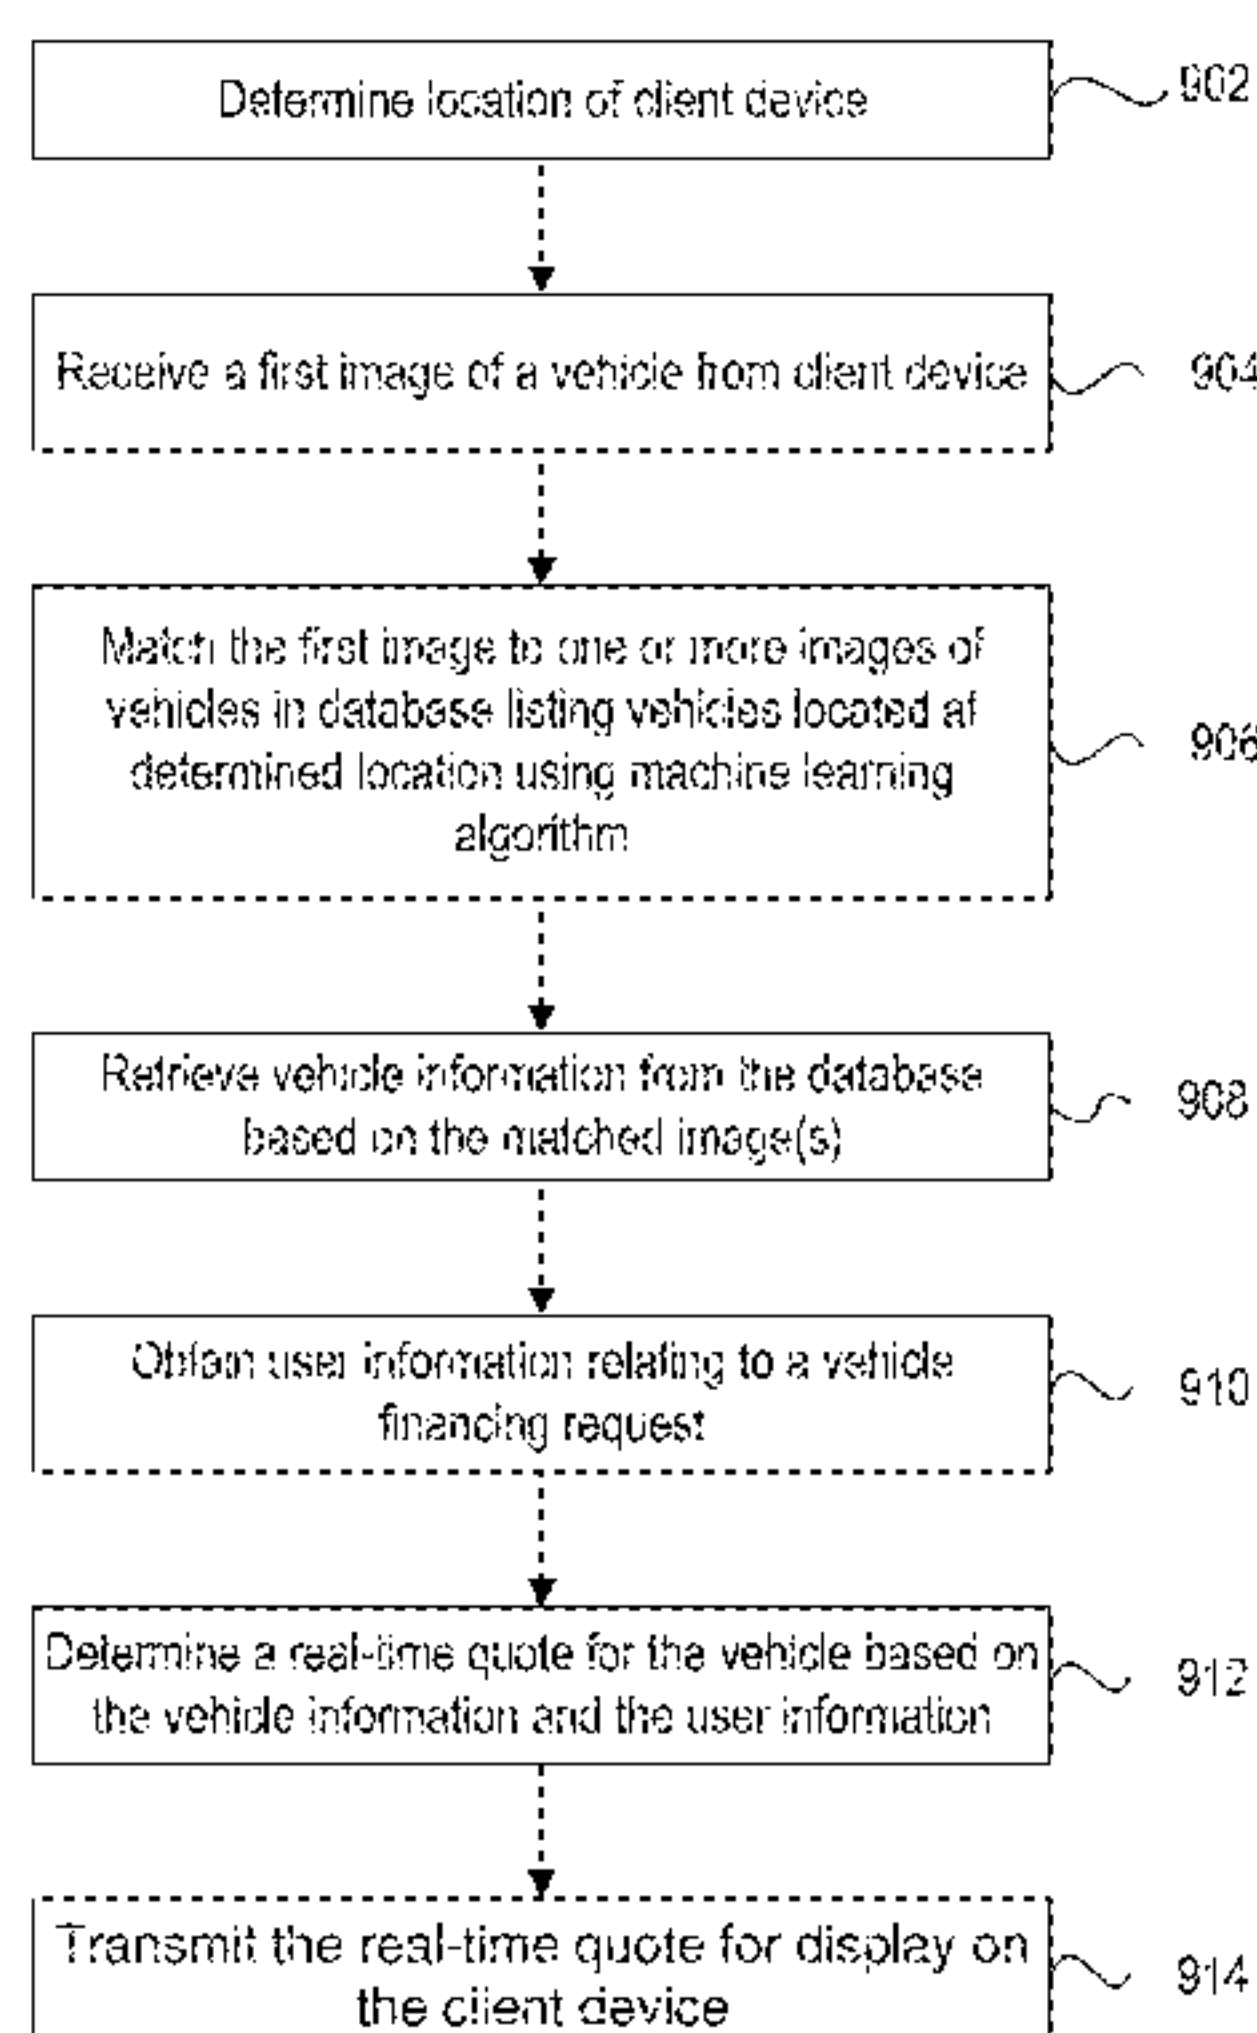 Determine location of client device
902
Receive a first image of a vehicle from client device
904
Match the first image to one or more images of
vehicles in database listing vehicles located at
determined location using machine learning
algorithm
906
Retrieve vehicle information from the database
based on the matched image(s)
908
Obtain user information relating to a vehicle
financing request
910
Determine a real-time quote for the vehicle based on
the vehicle information and the user information
912
Transmit the real-time quote for display on
the client device
914